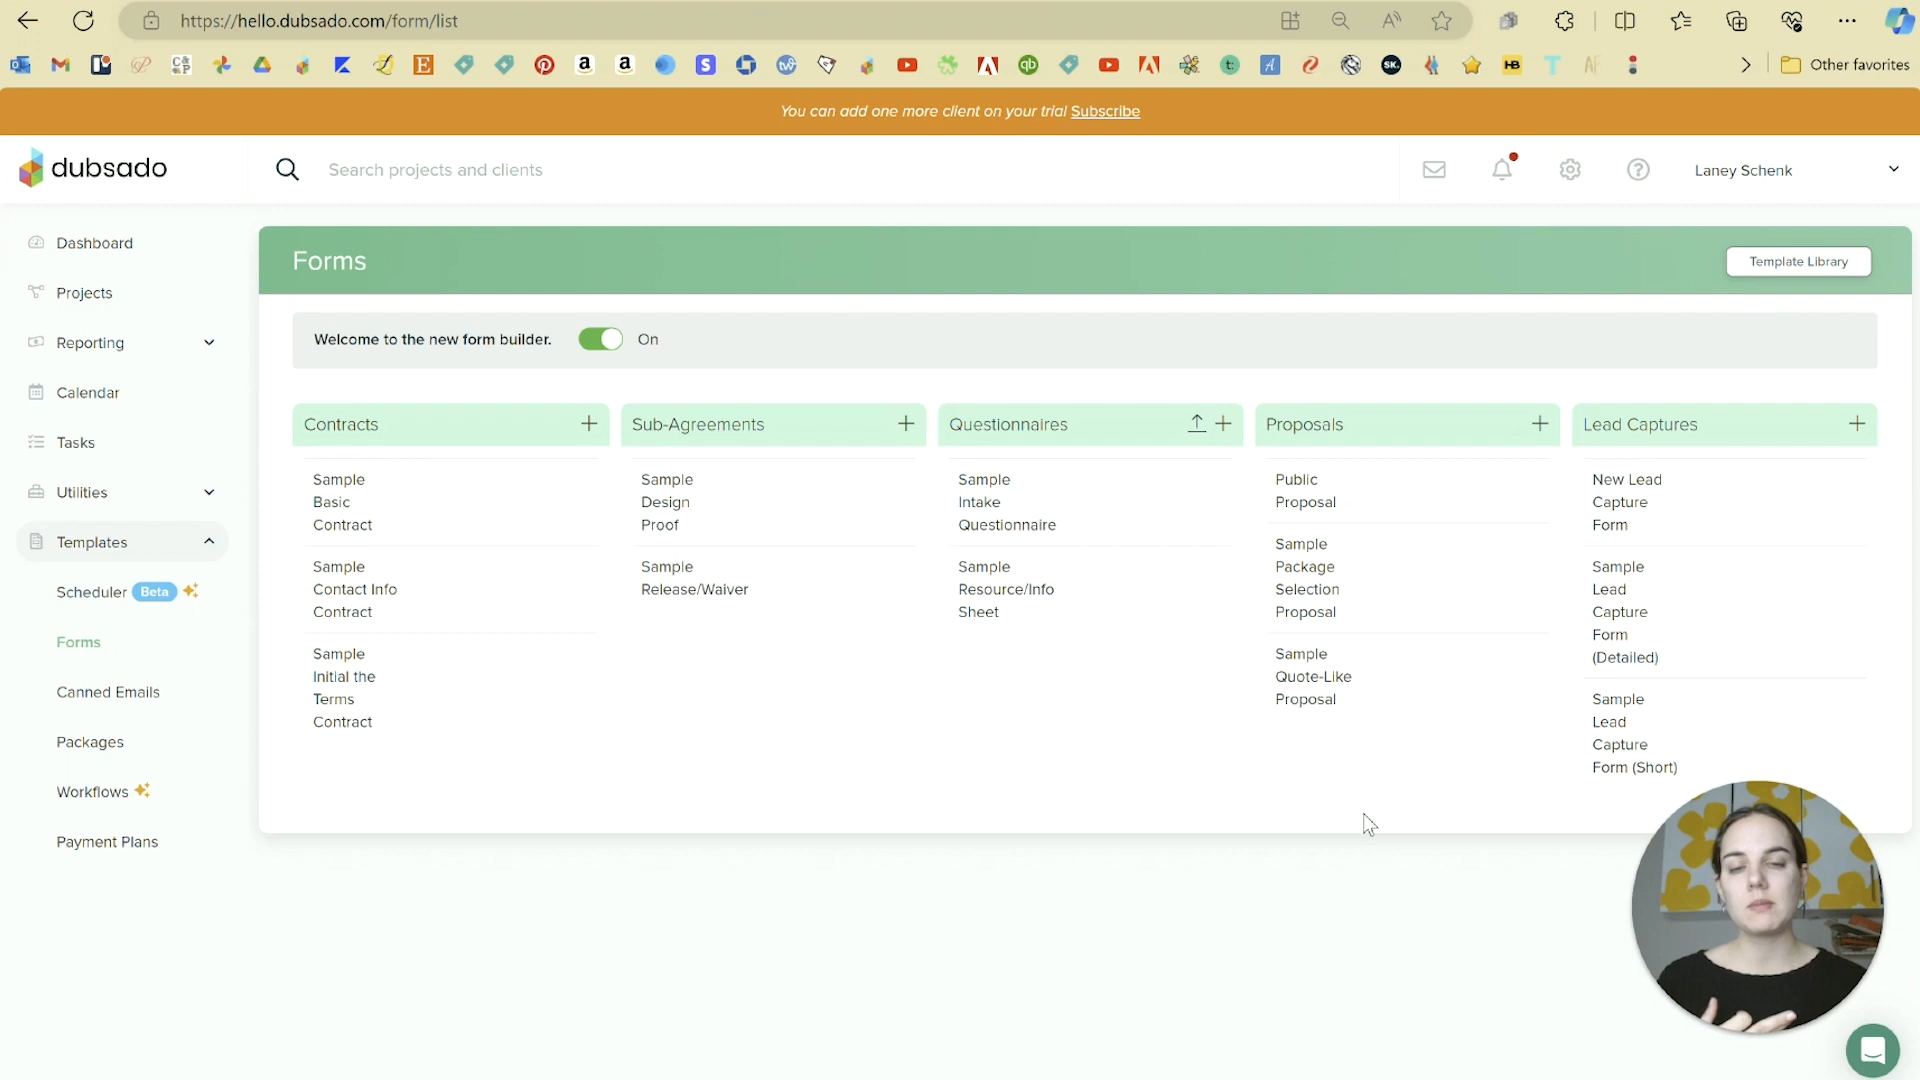 https://hello.dubsado.com/form/list
Other favorites
You can add one more client on your trial Subscribe
dubsado
Search projects and clients
Laney Schenk
Dashboard
Projects
Reporting
Calendar
Tasks
Utilities
Templates
Scheduler Beta
Forms
Canned Emails
Packages
Workflows
Payment Plans
Forms
Template Library
Welcome to the new form builder. On
Contracts
Sample
Basic
Contract
Sample
Contact Info
Contract
Sample
Initial the
Terms
Contract
Sub-Agreements
Sample
Design
Proof
Sample
Release/Waiver
Questionnaires
Sample
Intake
Questionnaire
Sample
Resource/Info
Sheet
Proposals
Public
Proposal
Sample
Package
Selection
Proposal
Sample
Quote-Like
Proposal
Lead Captures
New Lead
Capture
Form
Sample
Lead
Capture
Form
(Detailed)
Sample
Lead
Capture
Form (Short)